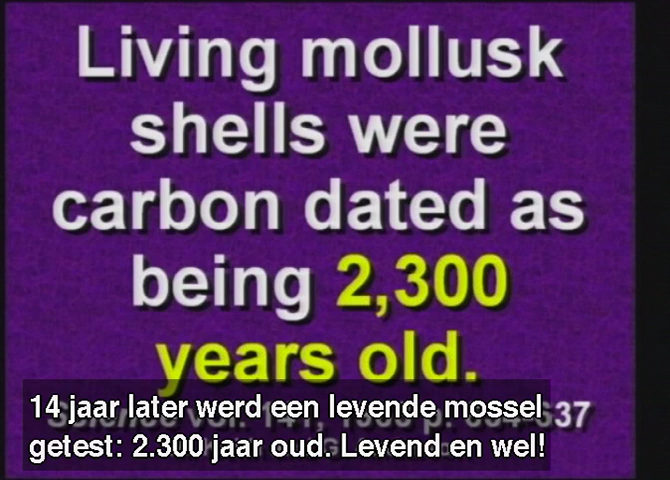 Living mollusk
shells were
carbon dated as
being 2,300
years old.
14 jaar later werd een levende mossel
getest: 2.300 jaar oud. Levend en wel!